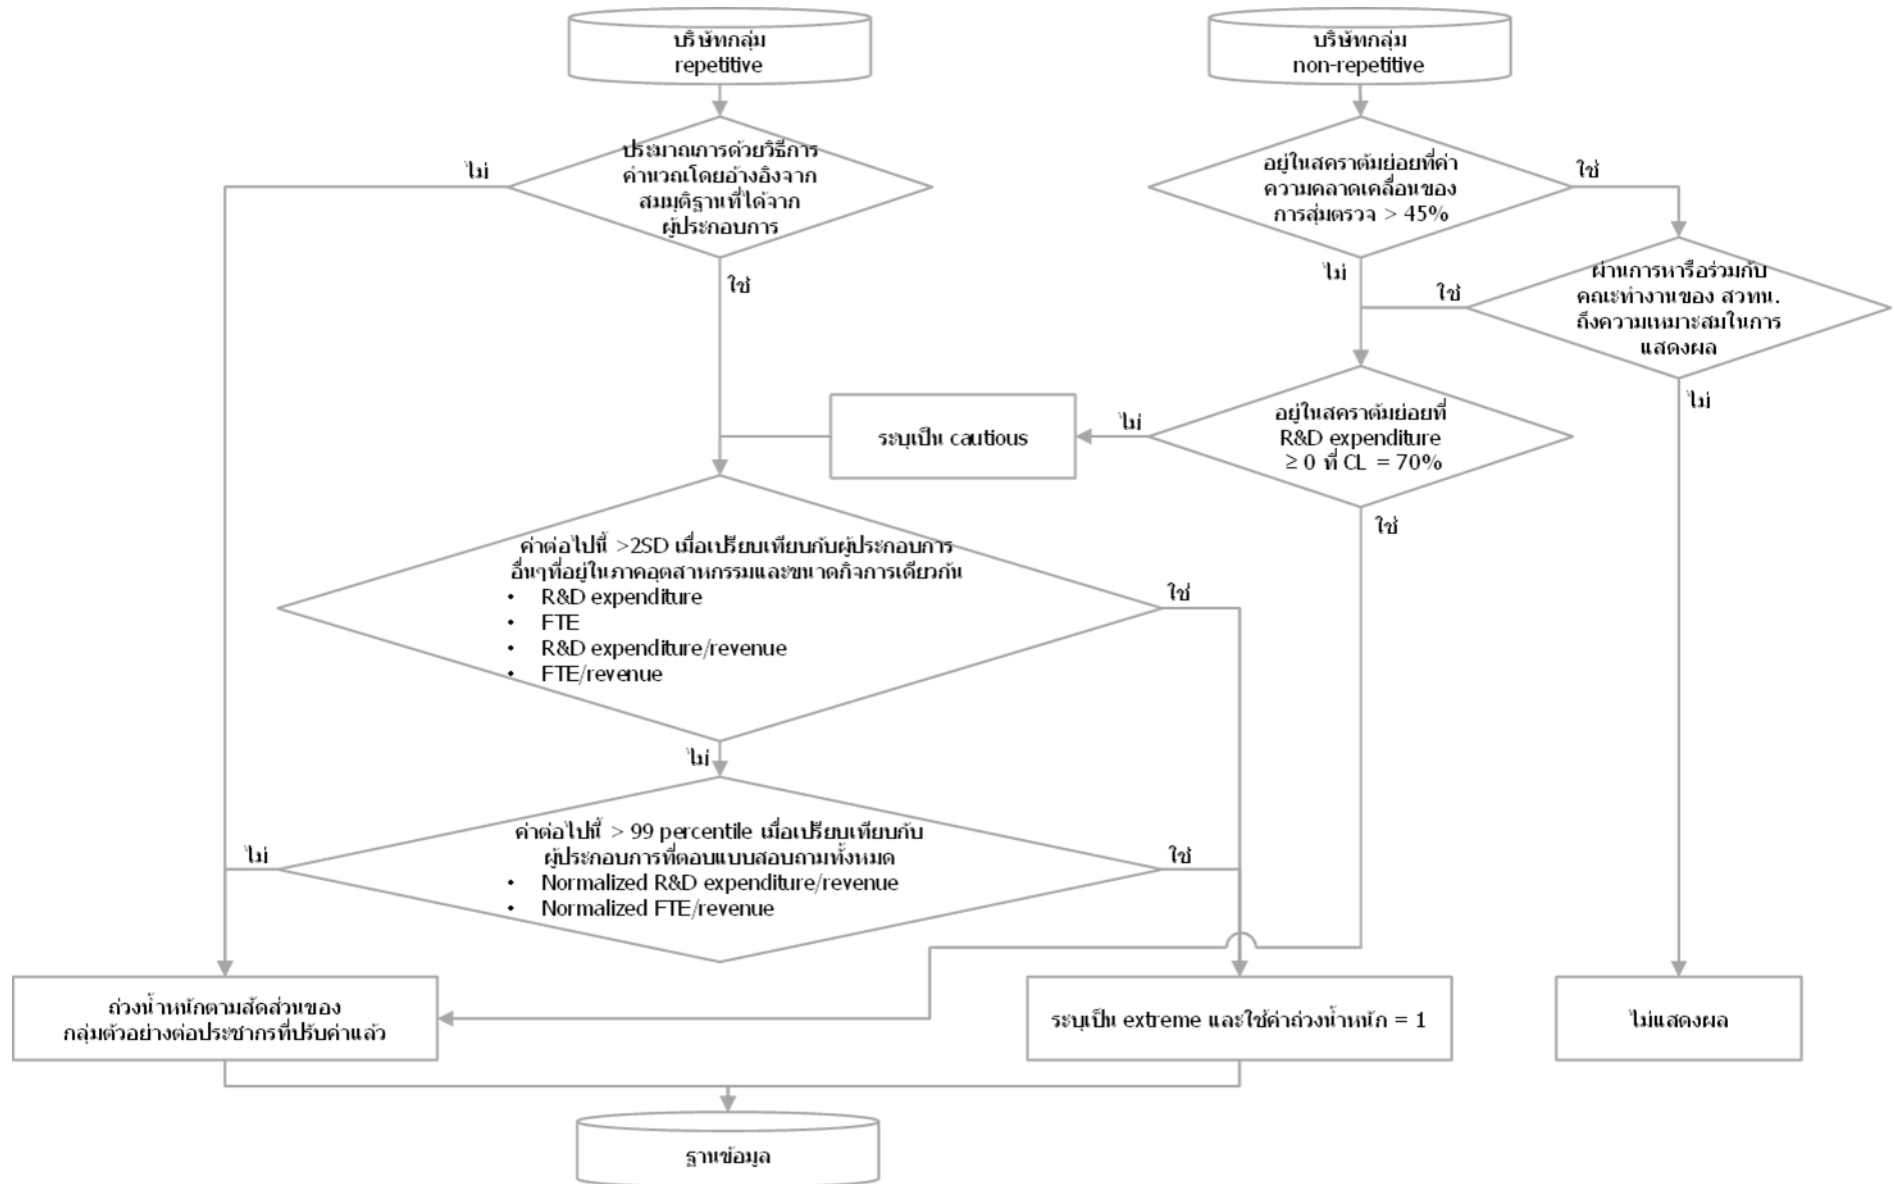 บริษัทกลุ่ม
repetitive
บริษัทกลุ่ม
non-repetitive
ประมาณการด้วยวิธีการ
คำนวณโดยอ้างอิงจาก
สมมุติฐานที่ได้จาก
ผู้ประกอบการ
ไม่
ใช่
อยู่ในสคราตัมย่อยที่ค่า
ความคลาดเคลื่อนของ
การสุ่มตรวจ > 45%
ใช่
ไม่
ผ่านการหารือร่วมกับ
คณะทำงานของ สวทน.
ถึงความเหมาะสมในการ
แสดงผล
ใช่
ไม่
อยู่ในสคราตัมย่อยที่
R&D expenditure
≥ 0 ที่ CL = 70%
ไม่
ใช่
ระบุเป็น cautious
ค่าต่อไปนี้ >2SD เมื่อเปรียบเทียบกับผู้ประกอบการ
อื่นๆที่อยู่ในภาคอุตสาหกรรมและขนาดกิจการเดียวกัน
• R&D expenditure
• FTE
• R&D expenditure/revenue
• FTE/revenue
ใช่
ไม่
ค่าต่อไปนี้ > 99 percentile เมื่อเปรียบเทียบกับ
ผู้ประกอบการที่ตอบแบบสอบถามทั้งหมด
• Normalized R&D expenditure/revenue
• Normalized FTE/revenue
ไม่
ใช่
ถ่วงน้ำหนักตามสัดส่วนของ
กลุ่มตัวอย่างต่อประชากรที่ปรับค่าแล้ว
ระบุเป็น extreme และใช้ค่าถ่วงน้ำหนัก = 1
ไม่แสดงผล
ฐานข้อมูล